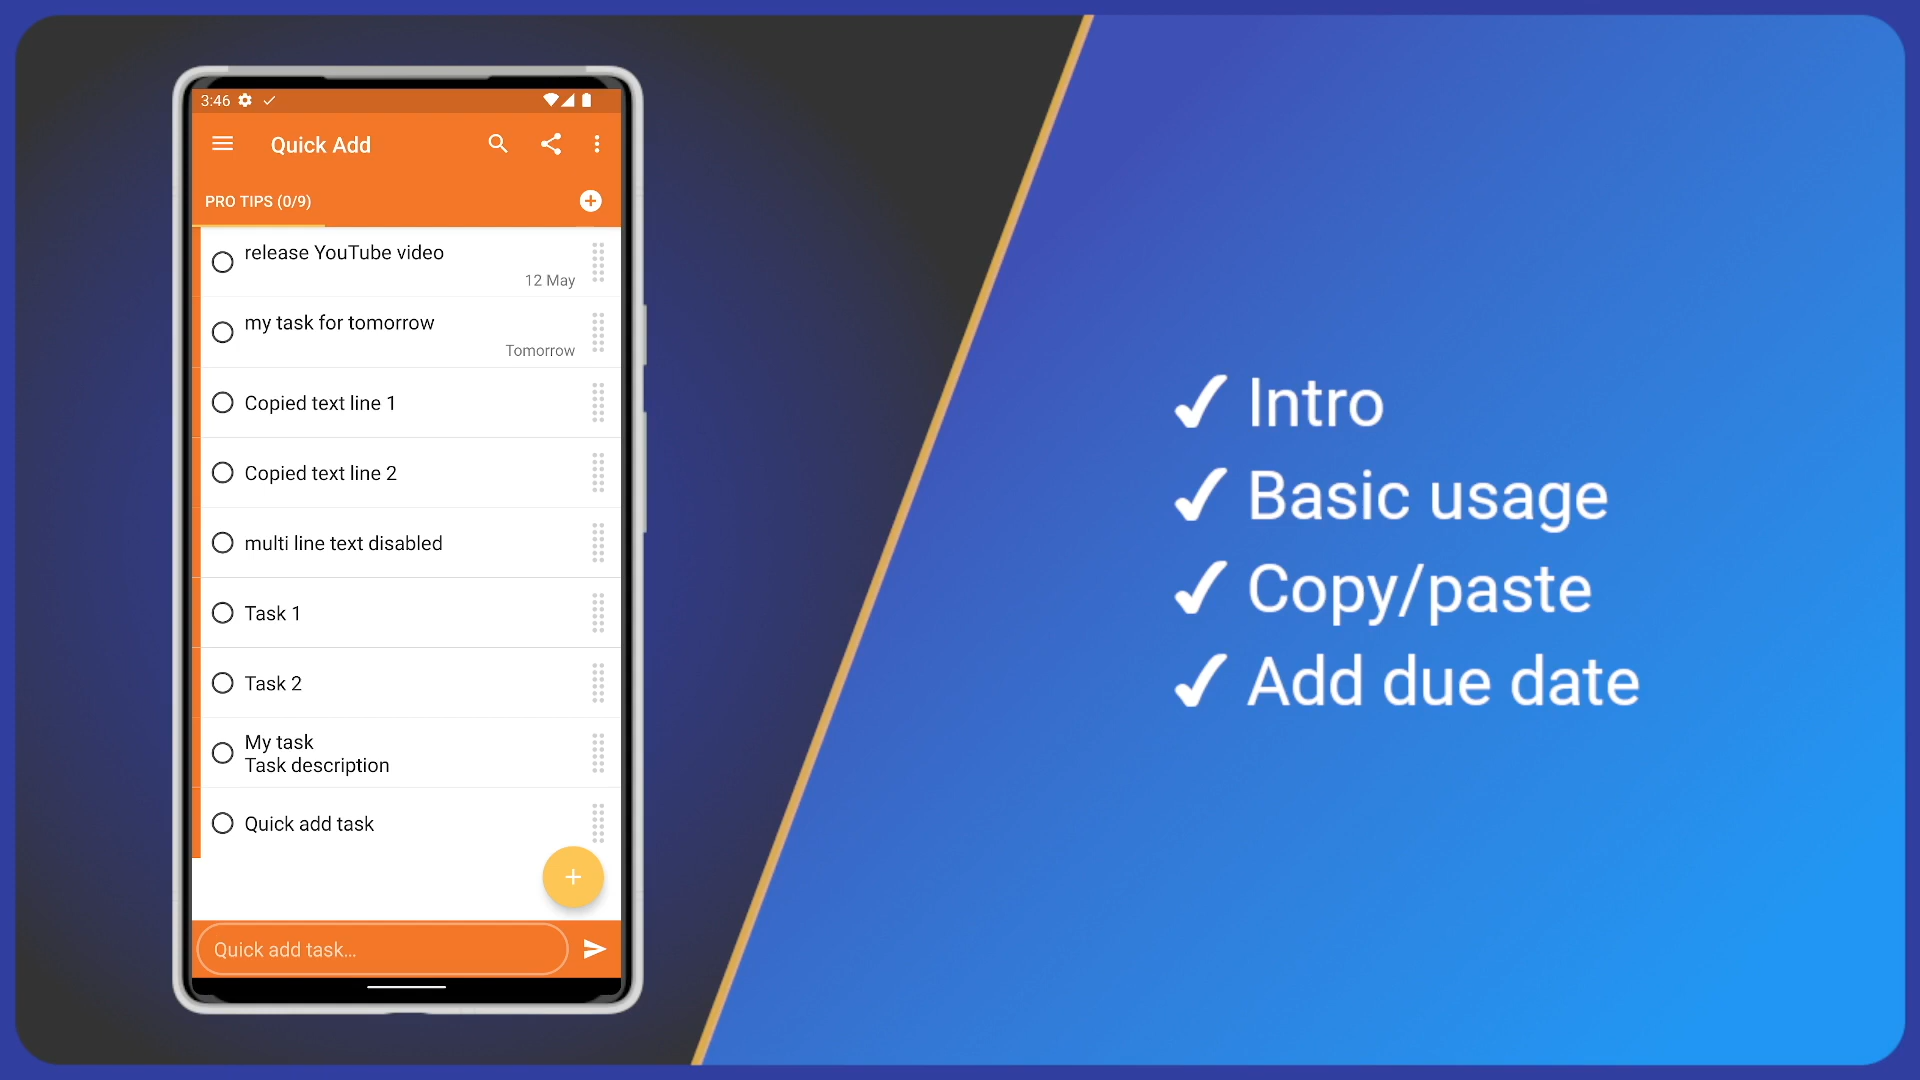 3:46
Quick Add
PRO TIPS (0/9)
release YouTube video
12 May
my task for tomorrow
Tomorrow
Copied text line 1
Copied text line 2
multi line text disabled
Task 1
Task 2
My task
Task description
Quick add task
Quick add task...
Intro
Basic usage
Copy/paste
Add due date